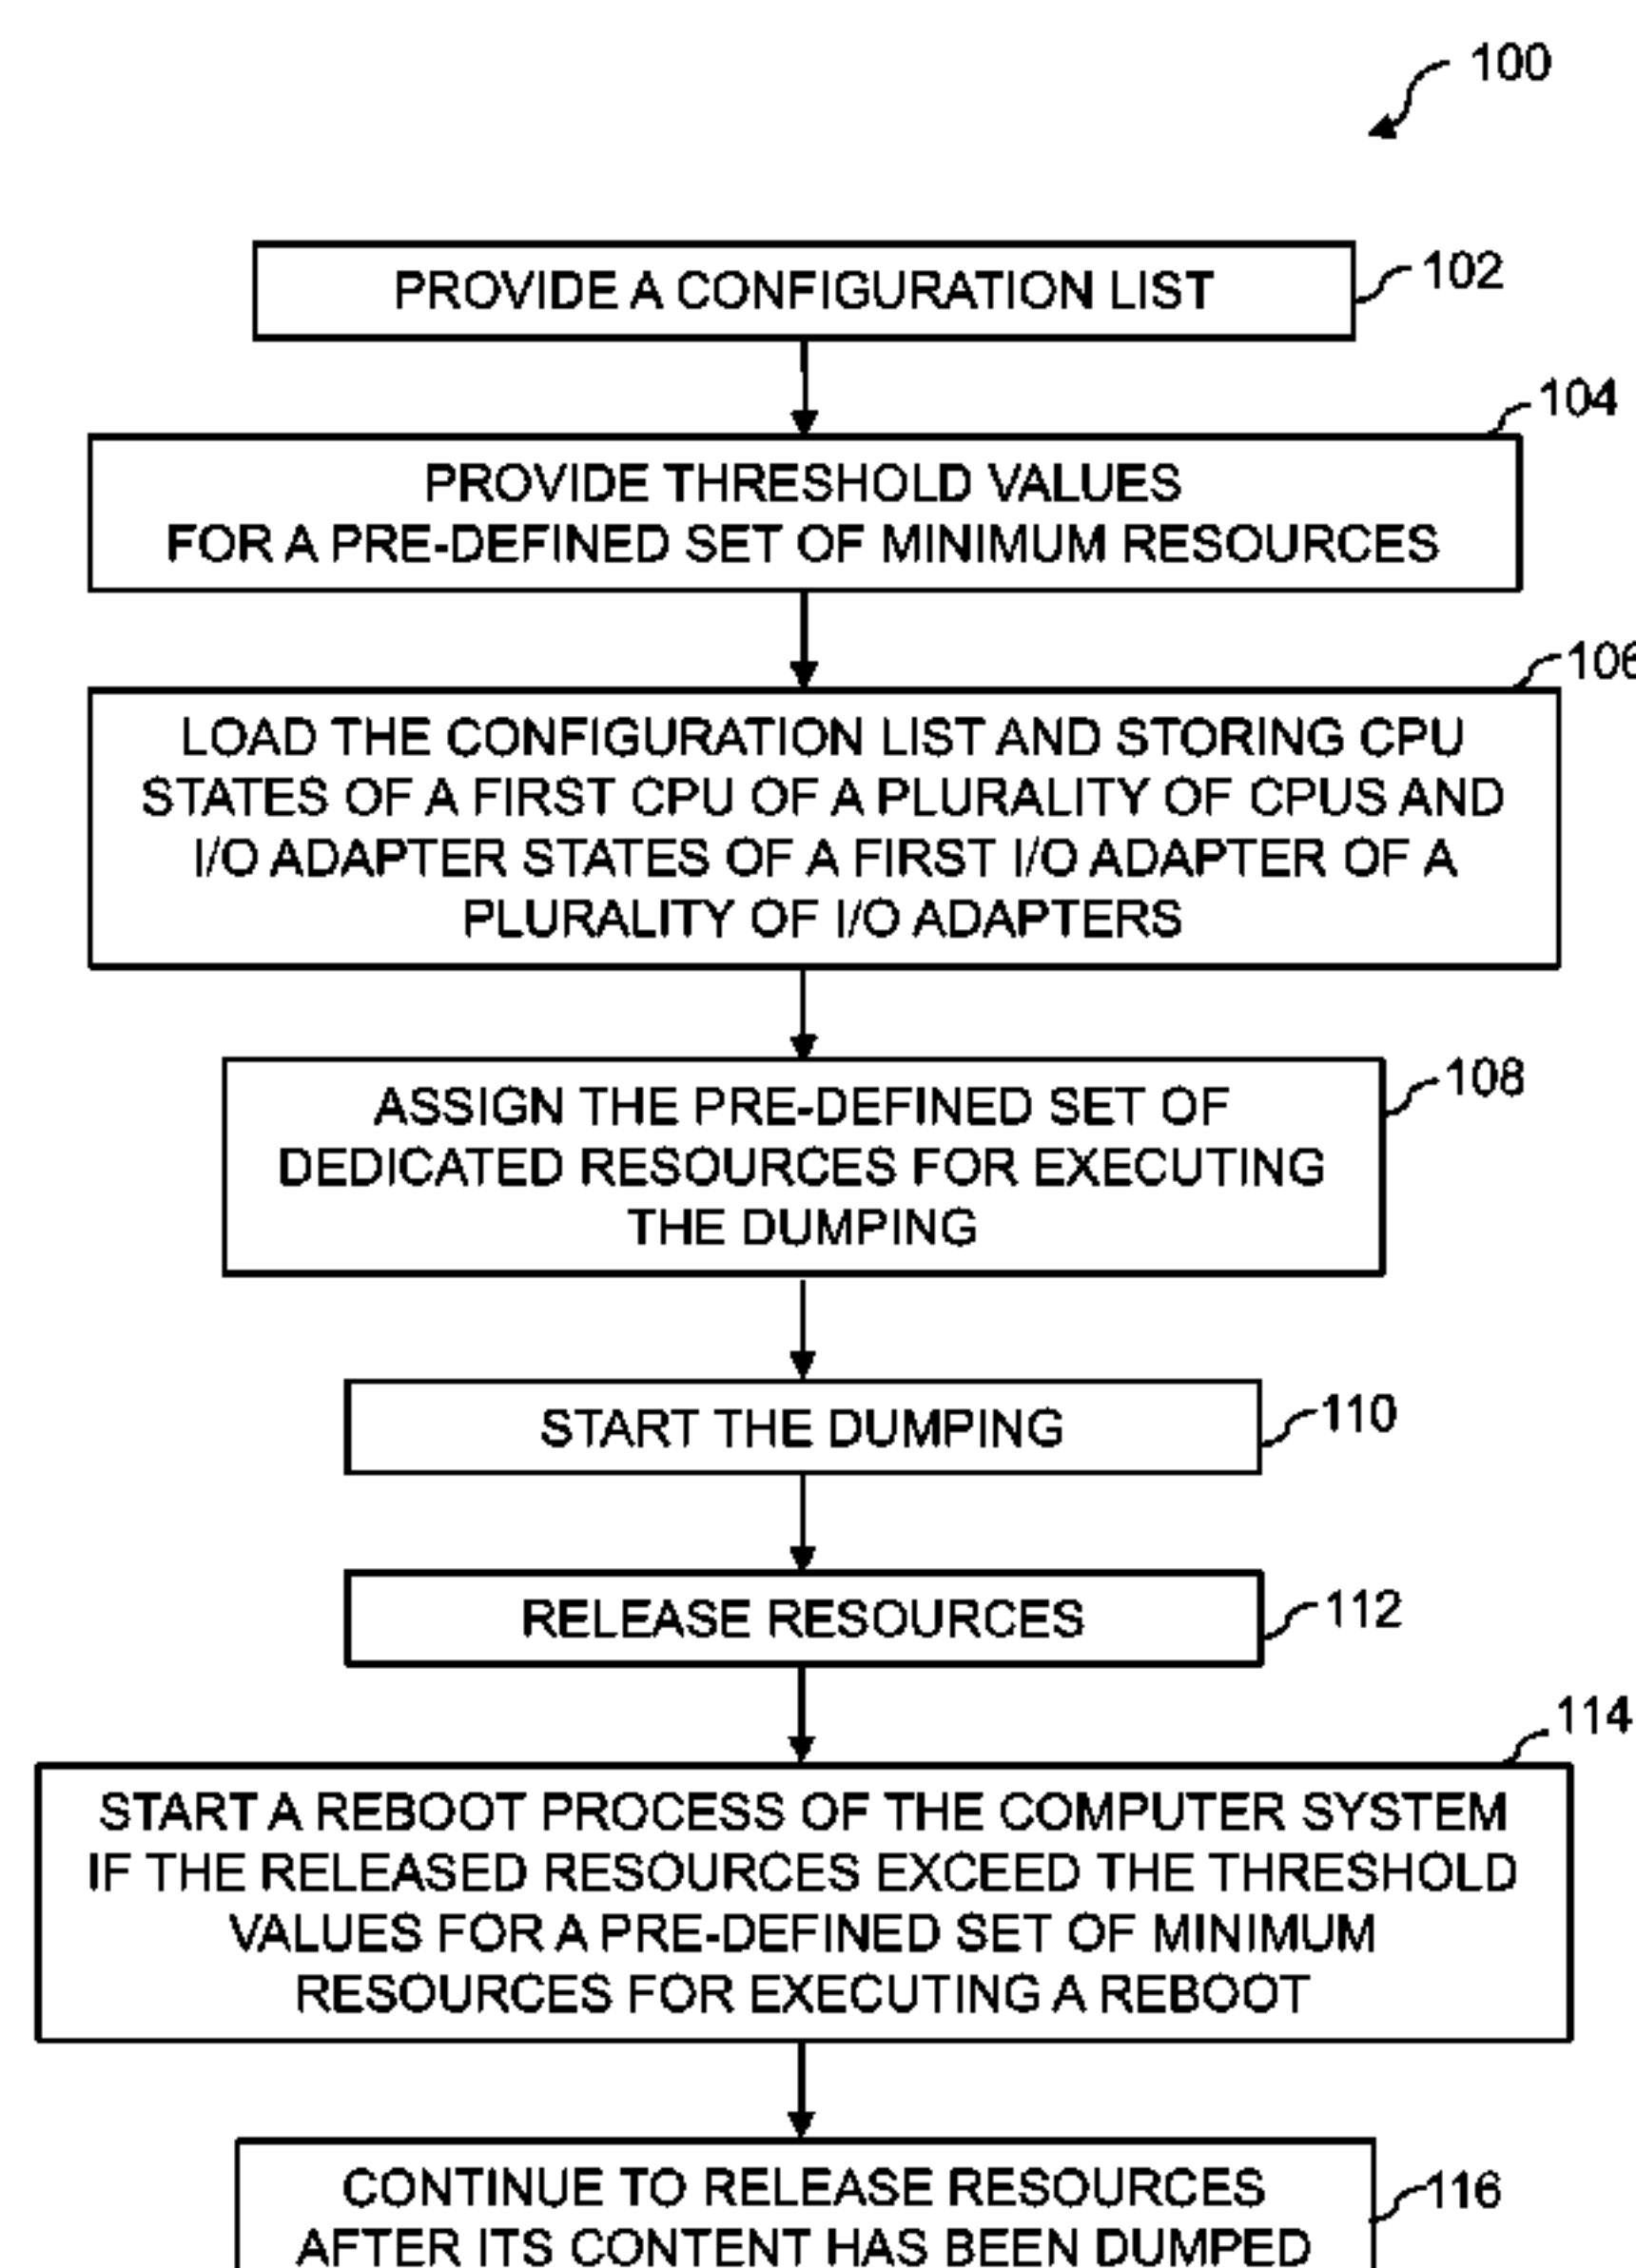 100
PROVIDE A CONFIGURATION LIST
102
104
PROVIDE THRESHOLD VALUES
FOR A PRE-DEFINED SET OF MINIMUM RESOURCES
106
LOAD THE CONFIGURATION LIST AND STORING CPU
STATES OF A FIRST CPU OF A PLURALITY OF CPUS AND
I/O ADAPTER STATES OF A FIRST I/O ADAPTER OF A
PLURALITY OF I/O ADAPTERS
108
ASSIGN THE PRE-DEFINED SET OF
DEDICATED RESOURCES FOR EXECUTING
THE DUMPING
START THE DUMPING
110
RELEASE RESOURCES
112
114
START A REBOOT PROCESS OF THE COMPUTER SYSTEM
IF THE RELEASED RESOURCES EXCEED THE THRESHOLD
VALUES FOR A PRE-DEFINED SET OF MINIMUM
RESOURCES FOR EXECUTING A REBOOT
CONTINUE TO RELEASE RESOURCES
AFTER ITS CONTENT HAS BEEN DUMPED
116